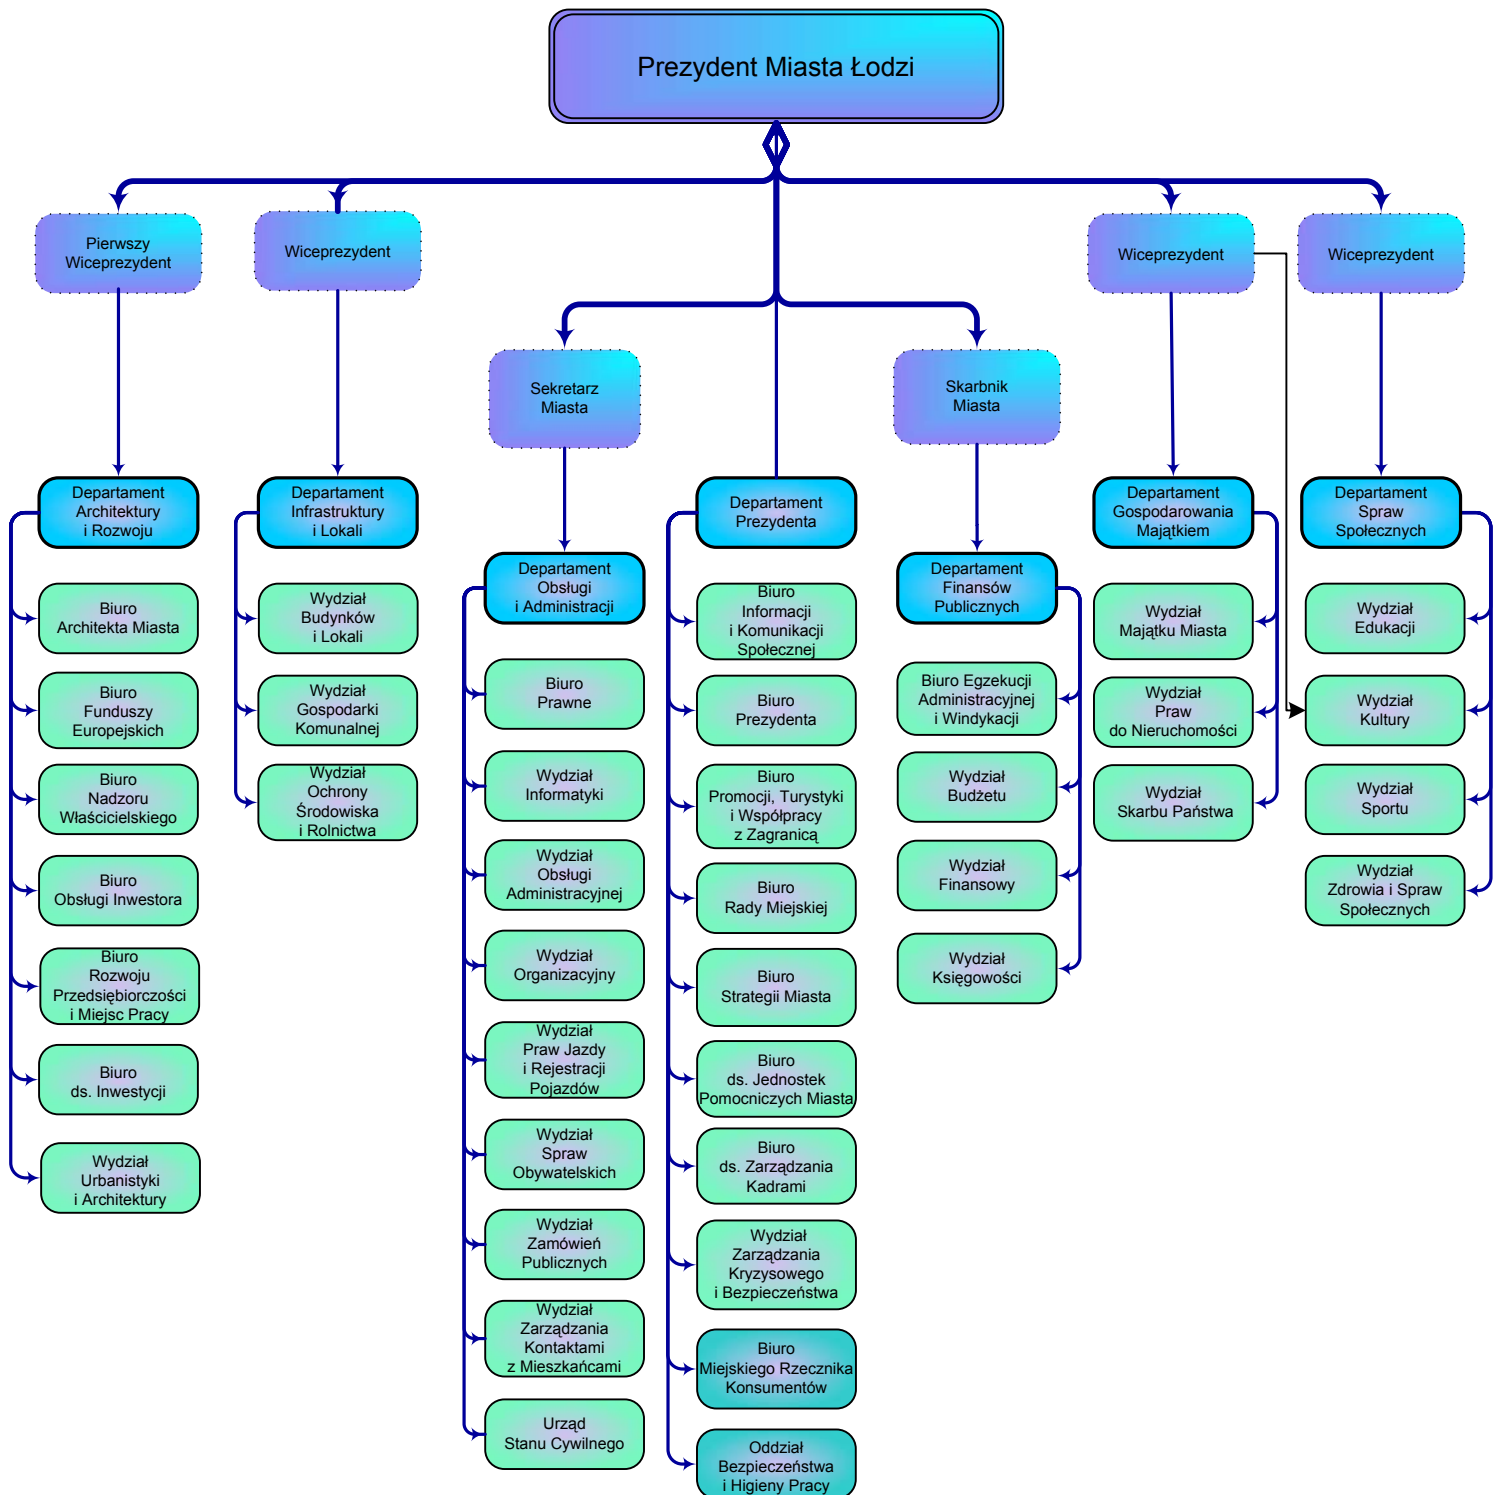 Prezydent Miasta Łodzi
Pierwszy
Wiceprezydent
Wiceprezydent
Wiceprezydent
Wiceprezydent
Sekretarz
Miasta
Skarbnik
Miasta
Departament
Architektury
i Rozwoju
Biuro
Architekta Miasta
Biuro
Funduszy
Europejskich
Biuro
Nadzoru
Właścicielskiego
Biuro
Obsługi Inwestora
Biuro
Rozwoju
Przedsiębiorczości
i Miejsc Pracy
Biuro
ds. Inwestycji
Wydział
Urbanistyki
i Architektury
Departament
Infrastruktury
i Lokali
Wydział
Budynków
i Lokali
Wydział
Gospodarki
Komunalnej
Wydział
Ochrony
Środowiska
i Rolnictwa
Departament
Obsługi
i Administracji
Biuro
Prawne
Wydział
Informatyki
Wydział
Obsługi
Administracyjnej
Wydział
Organizacyjny
Wydział
Praw Jazdy
i Rejestracji
Pojazdów
Wydział
Spraw
Obywatelskich
Wydział
Zamówień
Publicznych
Wydział
Zarządzania
Kontaktami
z Mieszkańcami
Urząd
Stanu Cywilnego
Departament
Prezydenta
Biuro
Informacji
i Komunikacji
Społecznej
Biuro
Prezydenta
Biuro
Promocji, Turystyki
i Współpracy
z Zagranicą
Biuro
Rady Miejskiej
Biuro
Strategii Miasta
Biuro
ds. Jednostek
Pomocniczych Miasta
Biuro
ds. Zarządzania
Kadrami
Wydział
Zarządzania
Kryzysowego
i Bezpieczeństwa
Biuro
Miejskiego Rzecznika
Konsumentów
Oddział
Bezpieczeństwa
i Higieny Pracy
Departament
Finansów
Publicznych
Biuro Egzekucji
Administracyjnej
i Windykacji
Wydział
Budżetu
Wydział
Finansowy
Wydział
Księgowości
Departament
Gospodarowania
Majątkiem
Wydział
Majątku Miasta
Wydział
Praw
do Nieruchomości
Wydział
Skarbu Państwa
Departament
Spraw
Społecznych
Wydział
Edukacji
Wydział
Kultury
Wydział
Sportu
Wydział
Zdrowia i Spraw
Społecznych